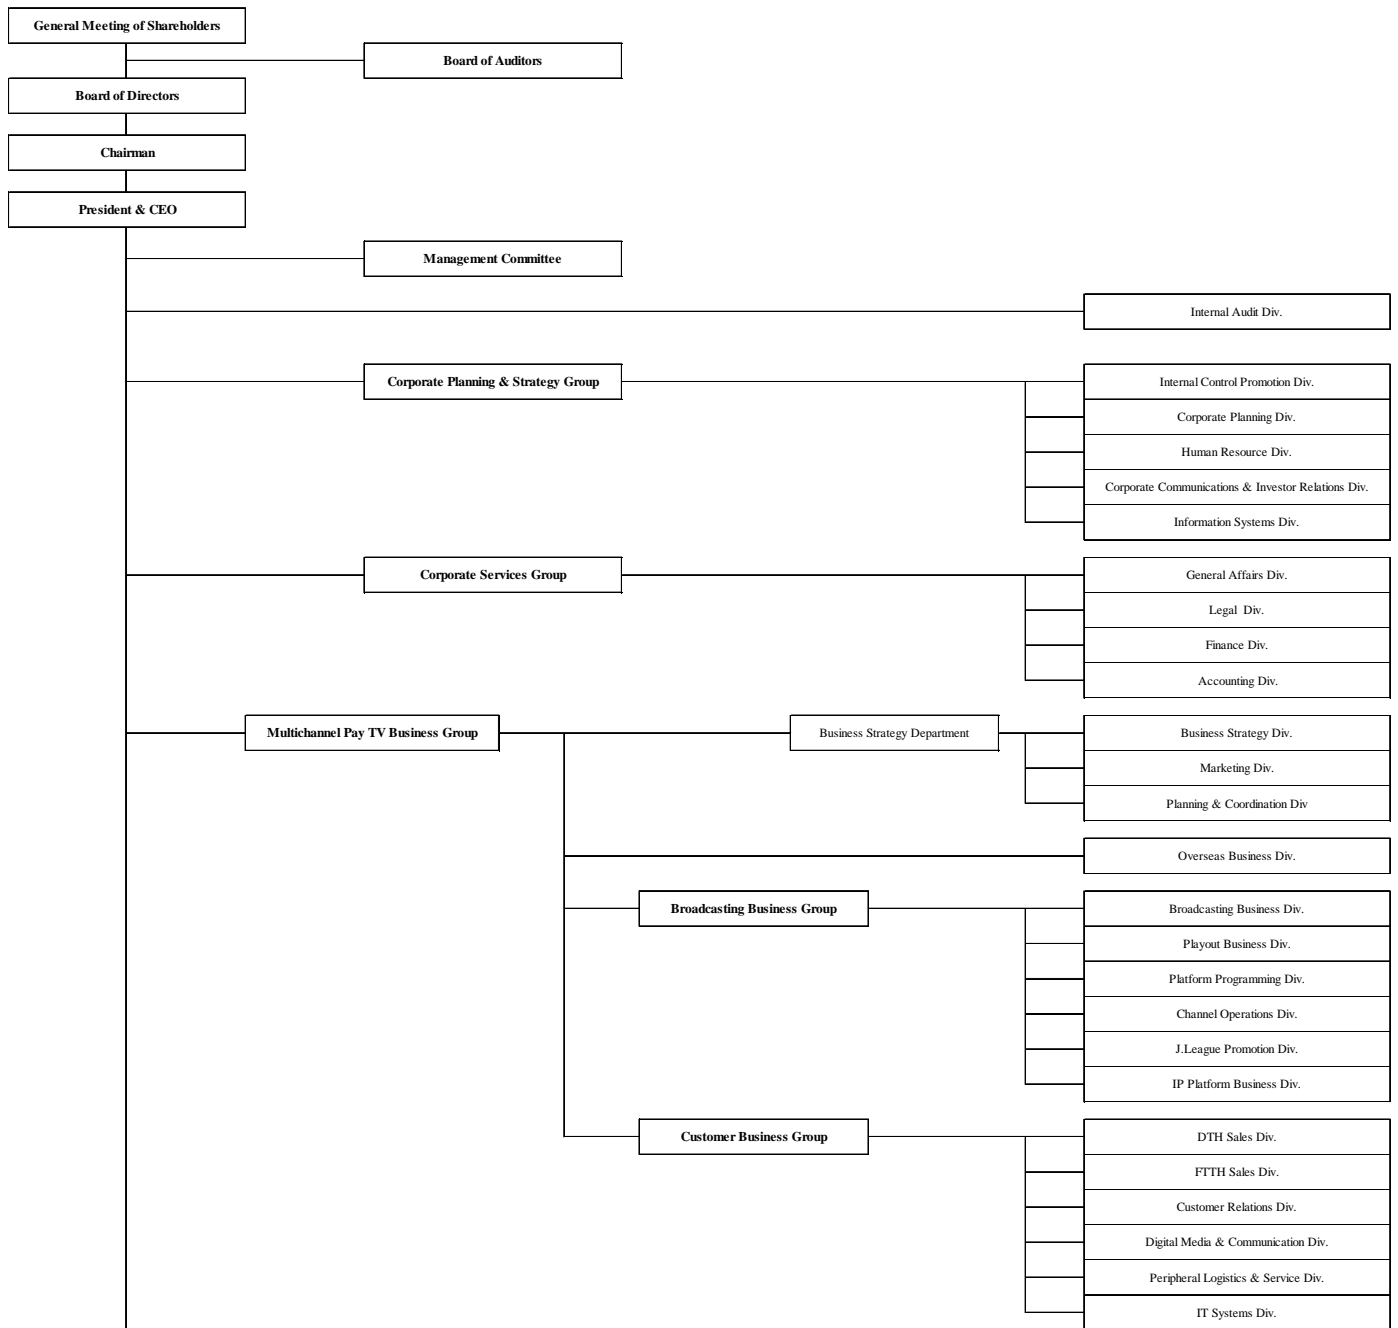 General Meeting of Shareholders
Board of Auditors
Board of Directors
Chairman
President & CEO
Management Committee
Internal Audit Div.
Corporate Planning & Strategy Group
Internal Control Promotion Div.
Corporate Planning Div.
Human Resource Div.
Corporate Communications & Investor Relations Div.
Information Systems Div.
Corporate Services Group
General Affairs Div.
Legal Div.
Finance Div.
Accounting Div.
Multichannel Pay TV Business Group
Business Strategy Department
Business Strategy Div.
Marketing Div.
Planning & Coordination Div
Overseas Business Div.
Broadcasting Business Group
Broadcasting Business Div.
Playout Business Div.
Platform Programming Div.
Channel Operations Div.
J.League Promotion Div.
IP Platform Business Div.
Customer Business Group
DTH Sales Div.
FTTH Sales Div.
Customer Relations Div.
Digital Media & Communication Div.
Peripheral Logistics & Service Div.
IT Systems Div.